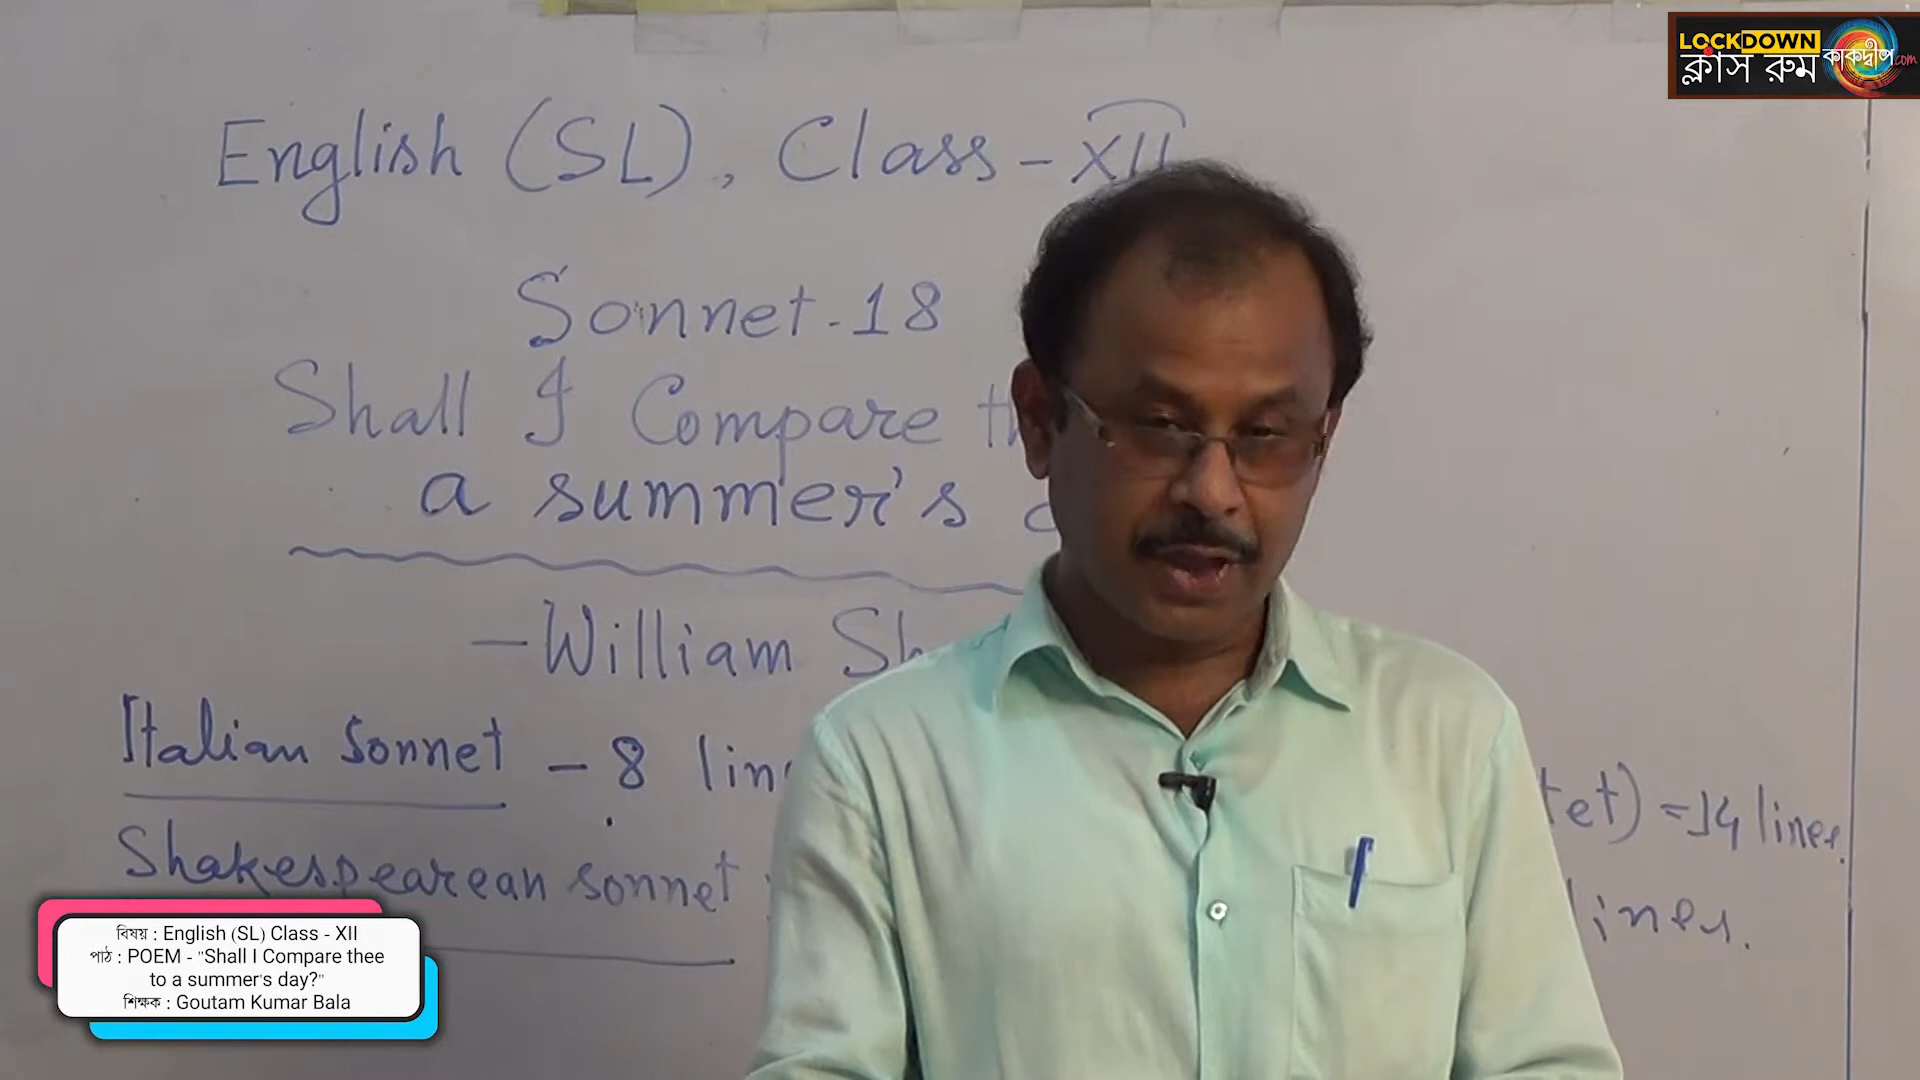 LOCKDOWN
ক্লাস রুম কাকদ্বীপ.com
English (SL), Class - XII
Sonnet - 18
Shall I Compare
a summer's
- William Sh
Italian Sonnet - 8 lin tet) = 14 lines.
Shakespearean sonnet lines.
বিষয় : English (SL) Class - XII
পাঠ : POEM - "Shall I Compare thee
to a summer's day?"
শিক্ষক : Goutam Kumar Bala